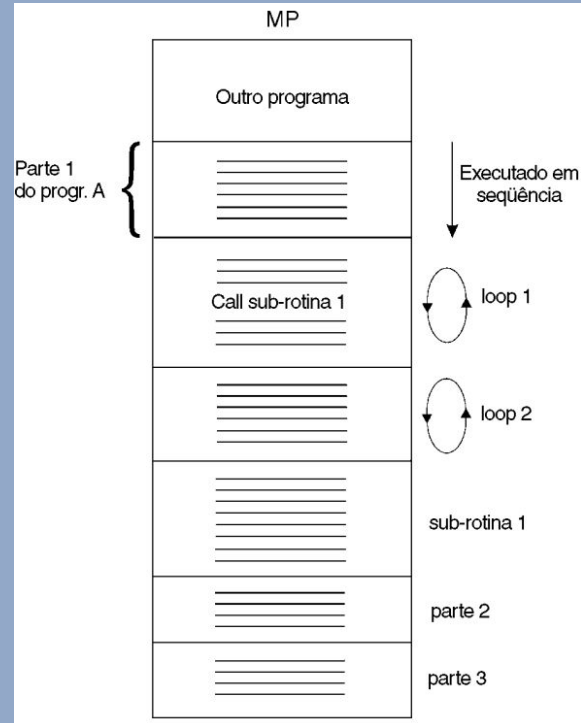 MP
Outro programa
Parte 1
do progr. A
Executado em
seqüência
Call sub-rotina 1
loop 1
loop 2
sub-rotina 1
parte 2
parte 3